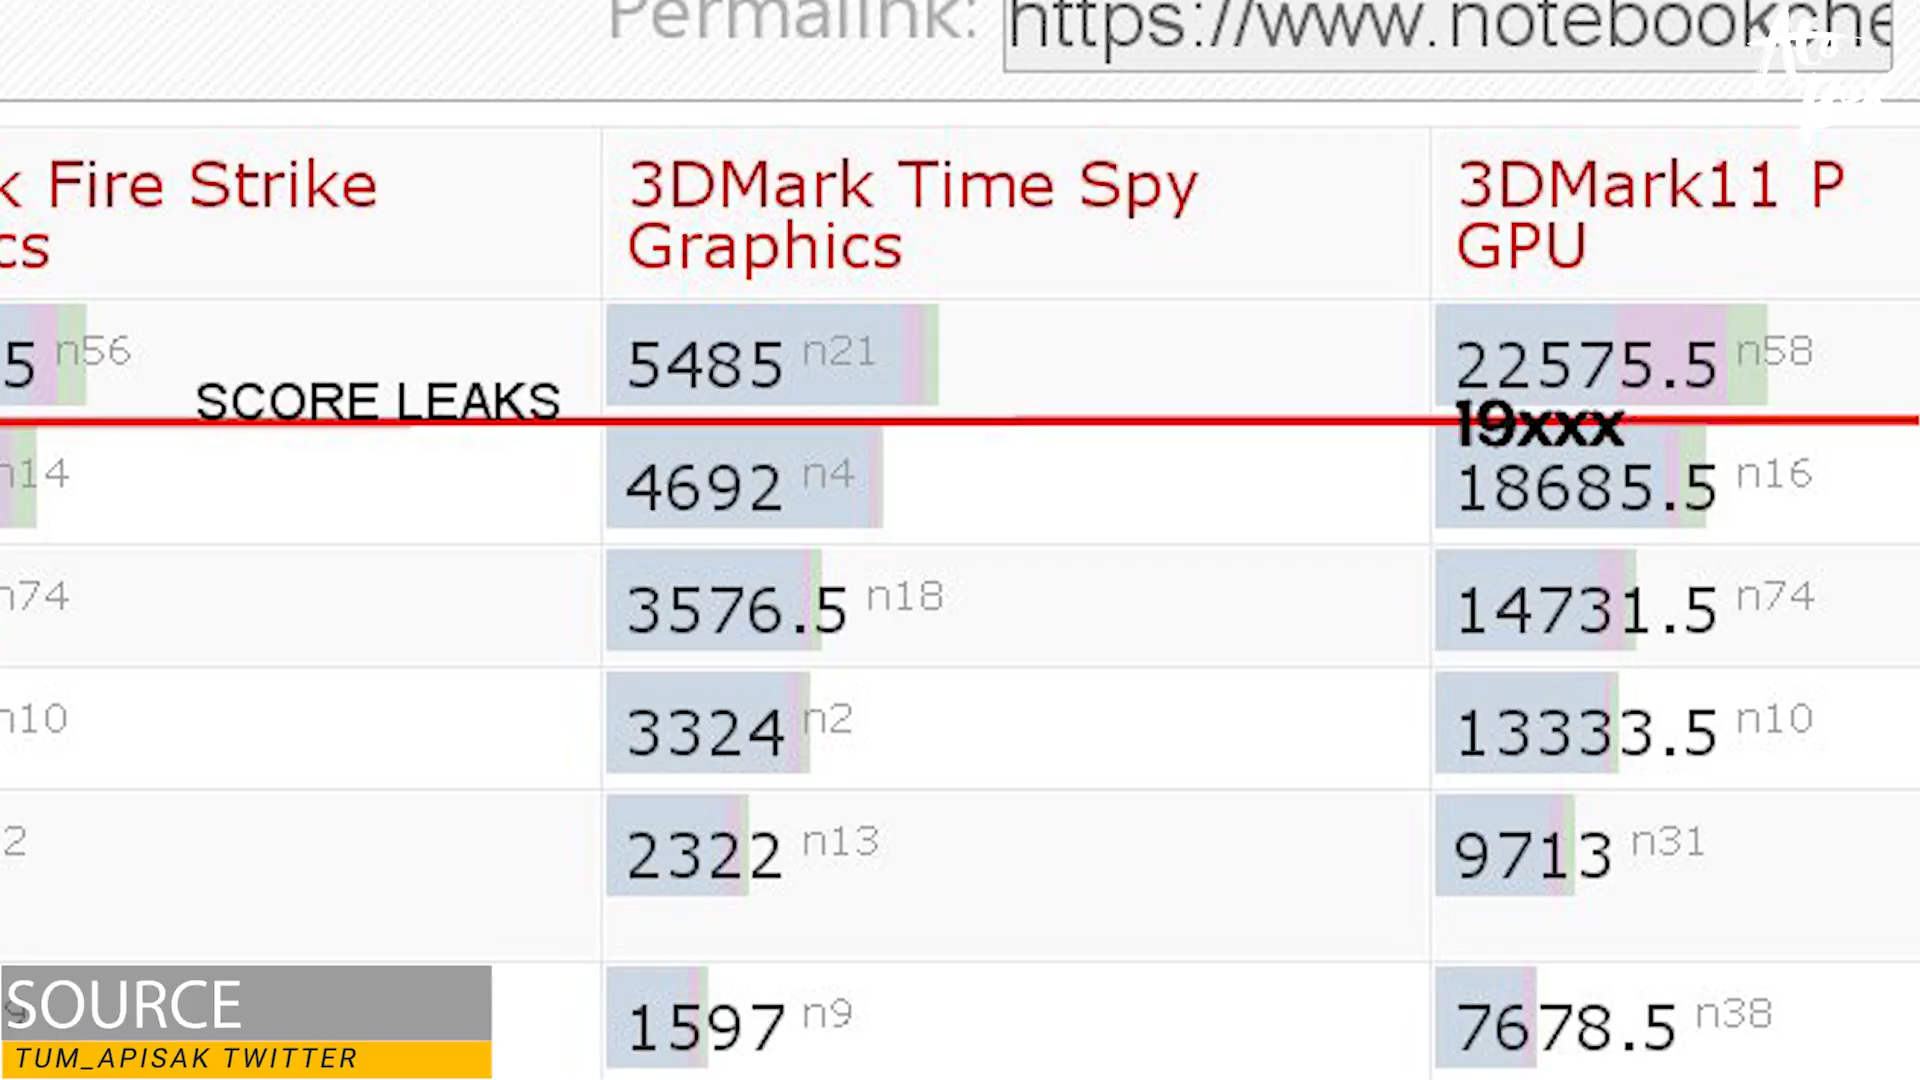 Permalink: https://www.notebookche
k Fire Strike
cs
3DMark Time Spy
Graphics
3DMark11 P
GPU
5 n56
5485 n21
22575.5 n58
SCORE LEAKS
19xxx
n14
4692 n4
18685.5 n16
n74
3576.5 n18
14731.5 n74
n10
3324 n2
13333.5 n10
2
2322 n13
9713 n31
1597 n9
7678.5 n38
SOURCE
TUM_APISAK TWITTER